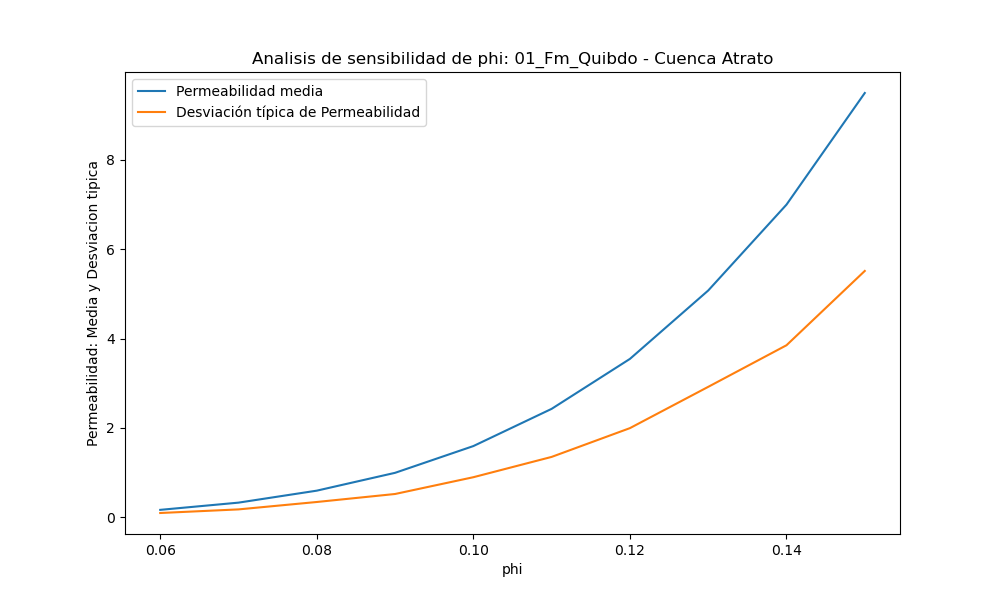 Analisis de sensibilidad de phi: 01_Fm_Quibdo - Cuenca Atrato
Permeabilidad media
Desviación típica de Permeabilidad
Permeabilidad: Media y Desviacion tipica
8
6
4
2
0
0.06
0.08
0.10
0.12
0.14
phi